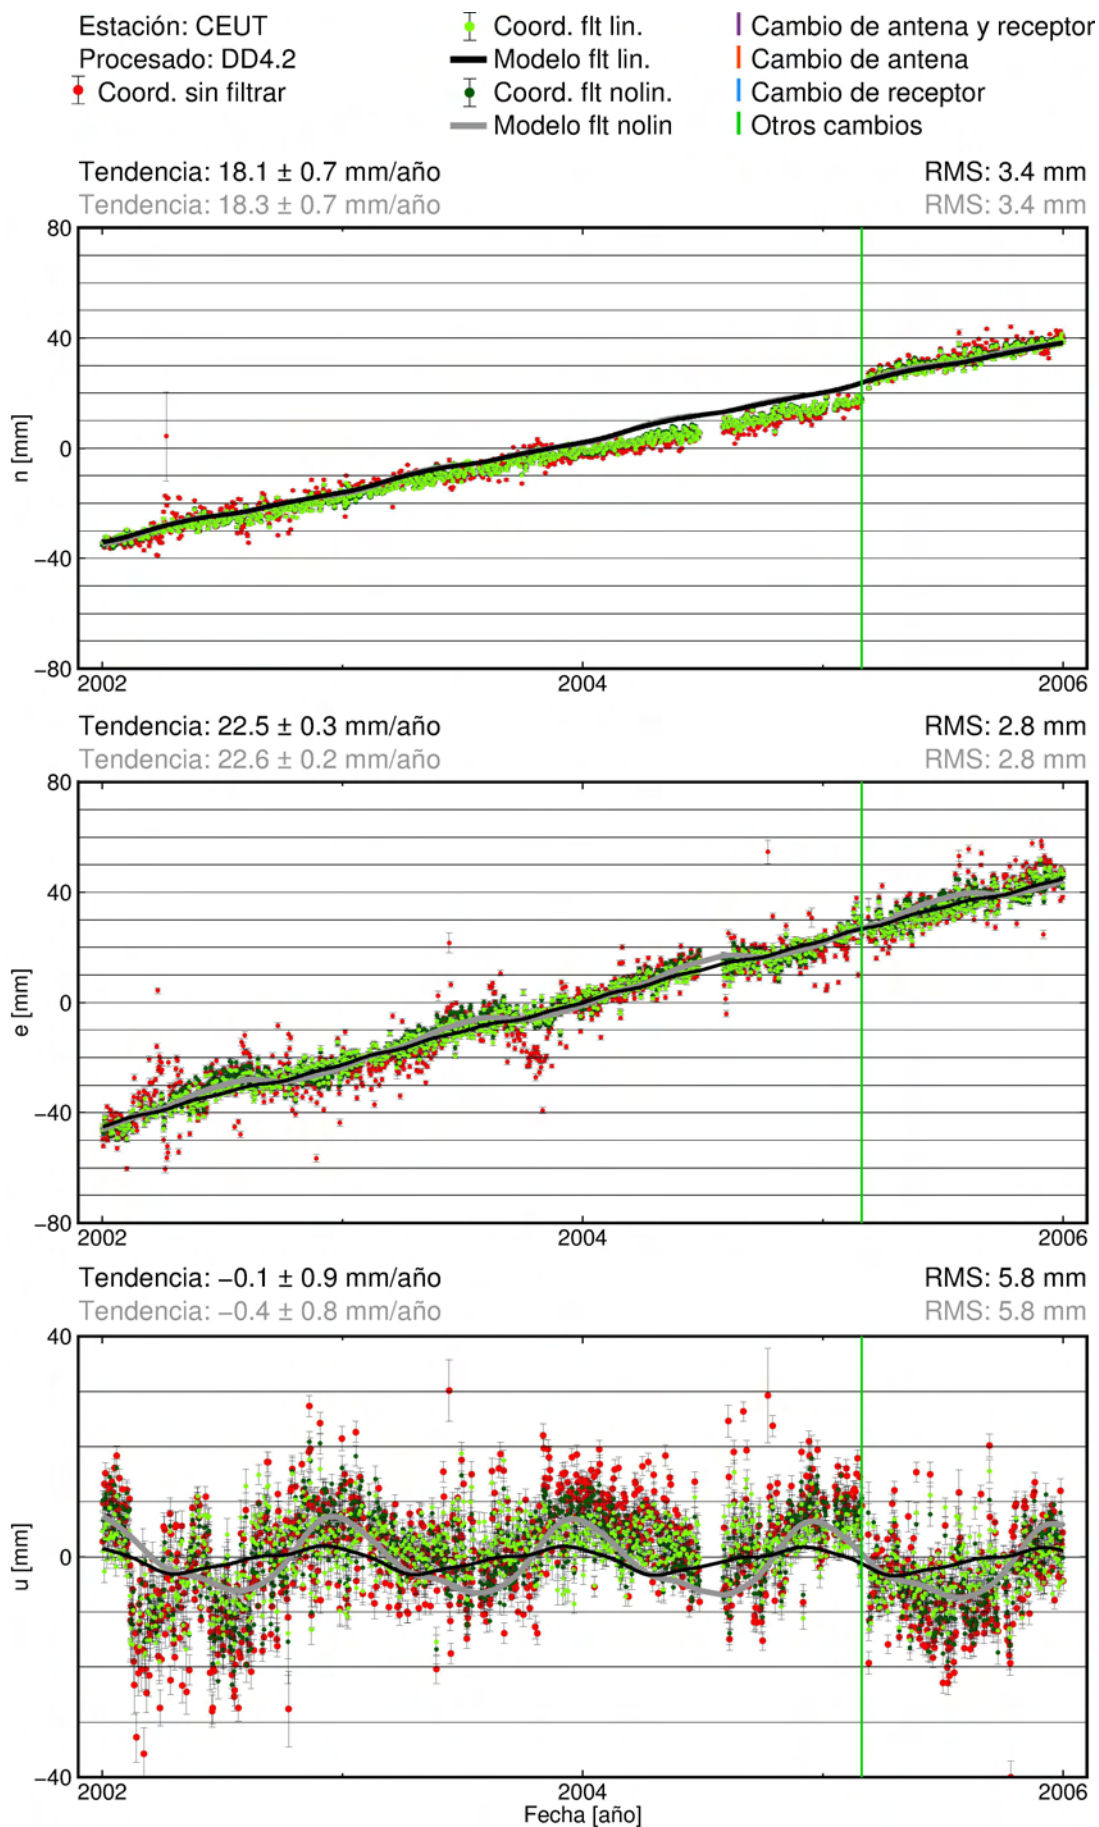 Estación: CEUT
Procesado: DD4.2
Coord. sin filtrar
Coord. flt lin.
Modelo flt lin.
Coord. flt nolin.
Modelo flt nolin
Cambio de antena y receptor
Cambio de antena
Cambio de receptor
Otros cambios
Tendencia: 18.1 ± 0.7 mm/año RMS: 3.4 mm
Tendencia: 18.3 ± 0.7 mm/año RMS: 3.4 mm
80
40
0
−40
−80
n [mm]
2002 2004 2006
Tendencia: 22.5 ± 0.3 mm/año RMS: 2.8 mm
Tendencia: 22.6 ± 0.2 mm/año RMS: 2.8 mm
80
40
0
−40
−80
e [mm]
2002 2004 2006
Tendencia: −0.1 ± 0.9 mm/año RMS: 5.8 mm
Tendencia: −0.4 ± 0.8 mm/año RMS: 5.8 mm
40
20
0
−20
−40
u [mm]
2002 2004 2006
Fecha [año]